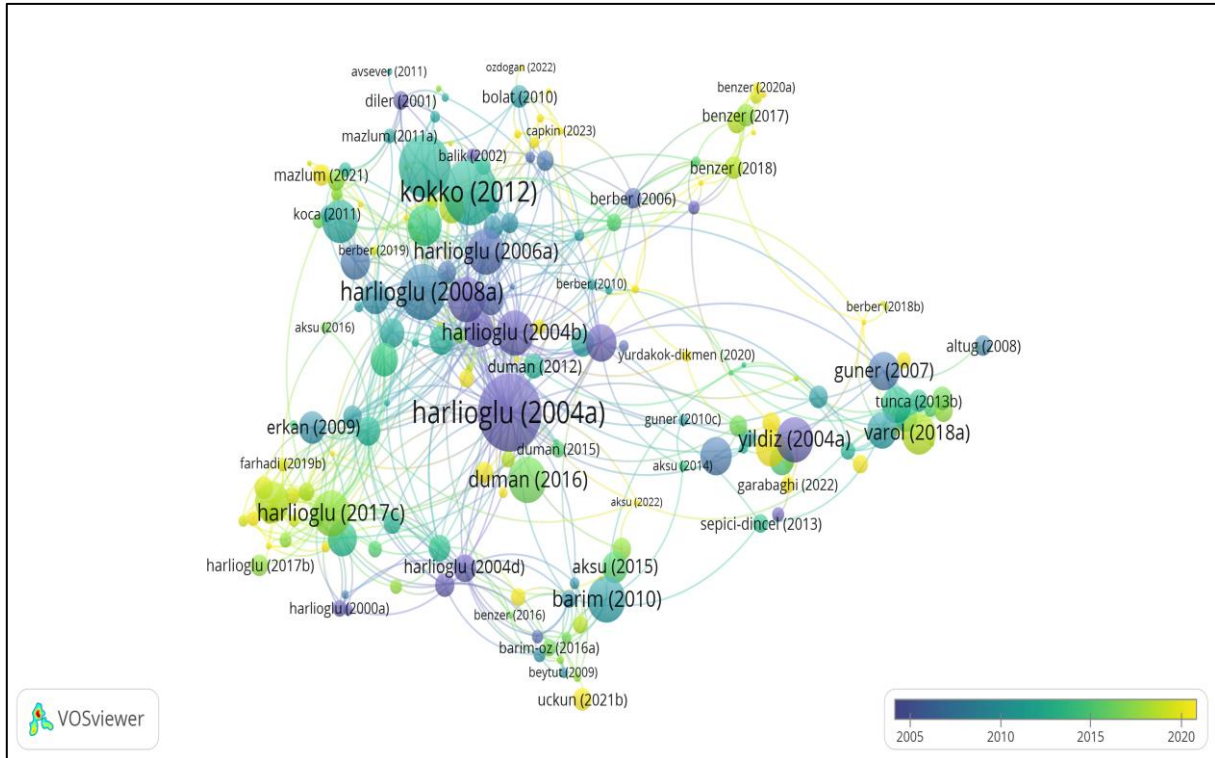 avsever (2011)
ozdogan (2022)
diler (2001)
bolat (2010)
benzer (2020a)
benzer (2017)
mazlum (2011a)
capkin (2023)
balik (2002)
mazlum (2021)
kokko (2012)
benzer (2018)
berber (2006)
koca (2011)
berber (2019)
harlioglu (2006a)
harlioglu (2008a)
berber (2010)
berber (2018b)
aksu (2016)
harlioglu (2004b)
yurdakok-dikmen (2020)
altug (2008)
duman (2012)
guner (2007)
harlioglu (2004a)
tunca (2013b)
erkan (2009)
guner (2010c)
yildiz (2004a)
varol (2018a)
duman (2015)
farhadi (2019b)
aksu (2014)
duman (2016)
garabaghi (2022)
aksu (2022)
harlioglu (2017c)
sepici-dincel (2013)
harlioglu (2017b)
harlioglu (2004d)
aksu (2015)
harlioglu (2000a)
barim (2010)
benzer (2016)
barim-oz (2016a)
beytut (2009)
uckun (2021b)
VOSviewer
2005
2010
2015
2020